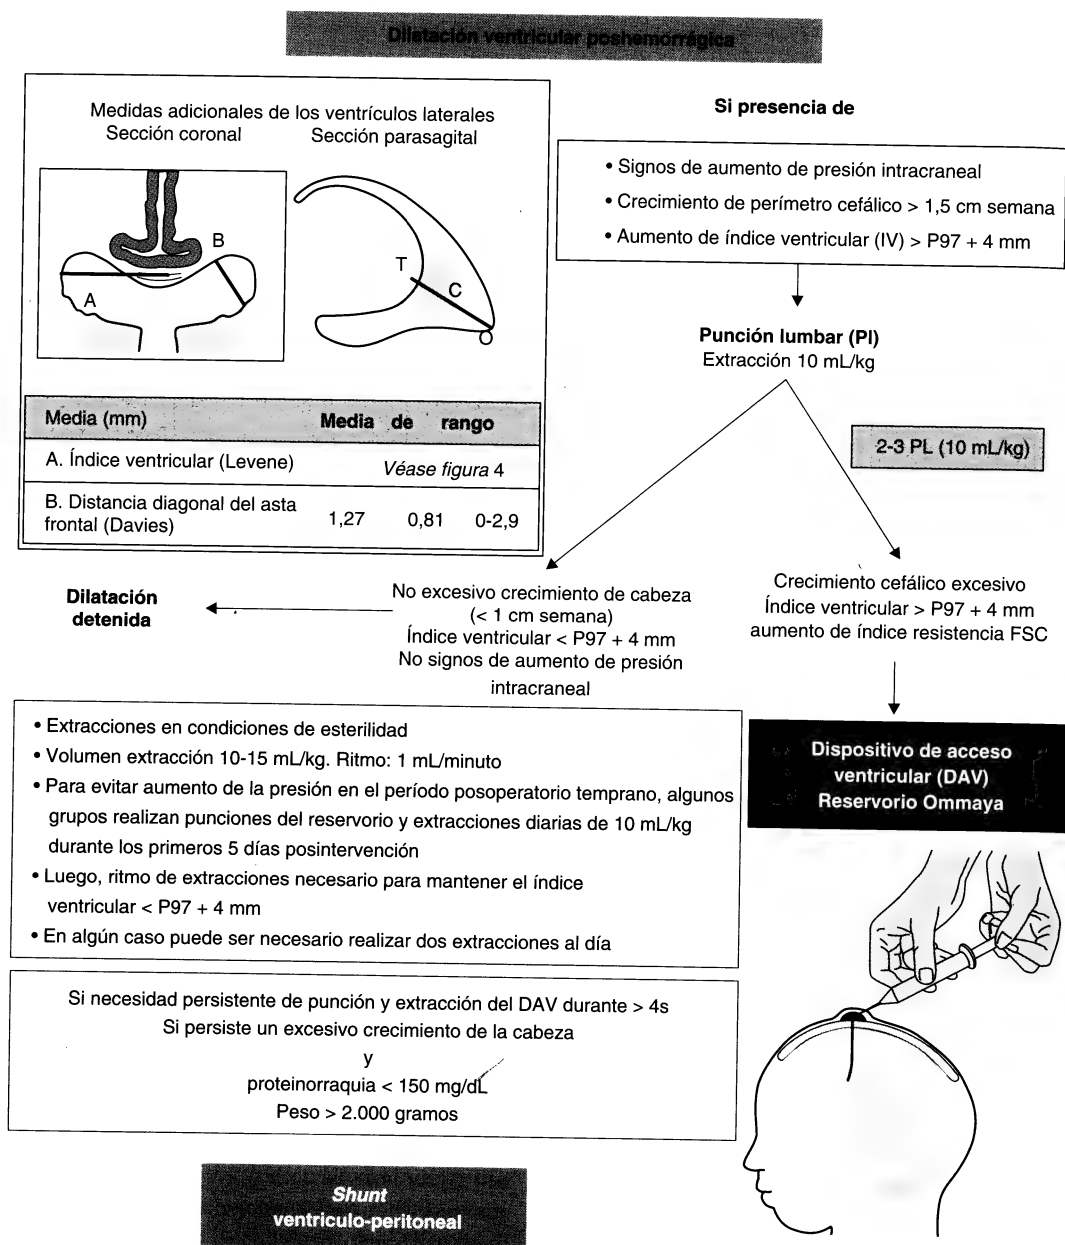 Dilatación ventricular poshemorrágica
Medidas adicionales de los ventrículos laterales
Sección coronal Sección parasagital
B
A
T
C
O
Media (mm) Media de rango
A. Índice ventricular (Levene) Véase figura 4
B. Distancia diagonal del asta
frontal (Davies) 1,27 0,81 0-2,9
Si presencia de
• Signos de aumento de presión intracraneal
• Crecimiento de perímetro cefálico > 1,5 cm semana
• Aumento de índice ventricular (IV) > P97 + 4 mm
Punción lumbar (Pl)
Extracción 10 mL/kg
2-3 PL (10 mL/kg)
Dilatación
detenida
No excesivo crecimiento de cabeza
(< 1 cm semana)
Índice ventricular < P97 + 4 mm
No signos de aumento de presión
intracraneal
Crecimiento cefálico excesivo
Índice ventricular > P97 + 4 mm
aumento de índice resistencia FSC
• Extracciones en condiciones de esterilidad
• Volumen extracción 10-15 mL/kg. Ritmo: 1 mL/minuto
• Para evitar aumento de la presión en el período posoperatorio temprano, algunos
grupos realizan punciones del reservorio y extracciones diarias de 10 mL/kg
durante los primeros 5 días posintervención
• Luego, ritmo de extracciones necesario para mantener el índice
ventricular < P97 + 4 mm
• En algún caso puede ser necesario realizar dos extracciones al día
Dispositivo de acceso
ventricular (DAV)
Reservorio Ommaya
Si necesidad persistente de punción y extracción del DAV durante > 4s
Si persiste un excesivo crecimiento de la cabeza
y
proteinorraquia < 150 mg/dL
Peso > 2.000 gramos
Shunt
ventriculo-peritoneal